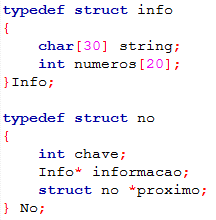 typedef struct info
{
    char[30] string;
    int numeros[20];
}Info;

typedef struct no
{
    int chave;
    Info* informacao;
    struct no *proximo;
} No;